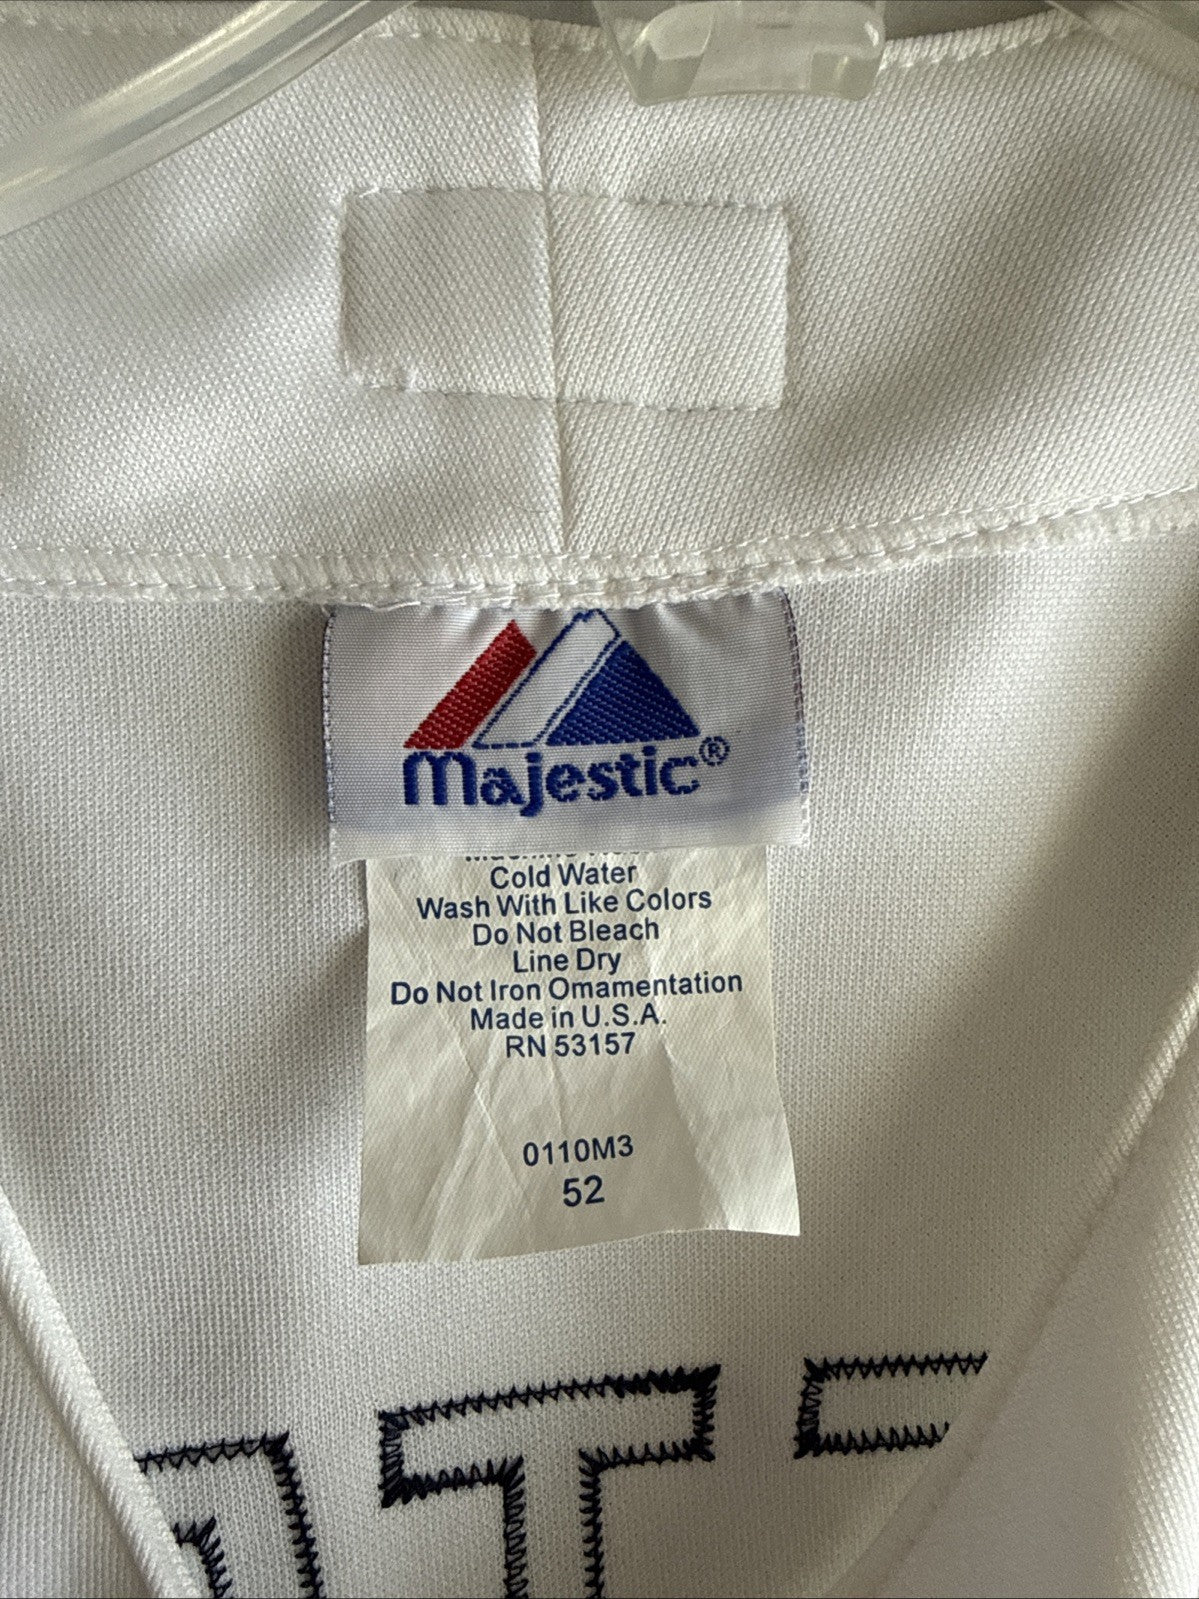 majestic®
Cold Water
Wash With Like Colors
Do Not Bleach
Line Dry
Do Not Iron Omamentation
Made in U.S.A.
RN 53157
0110M3
52